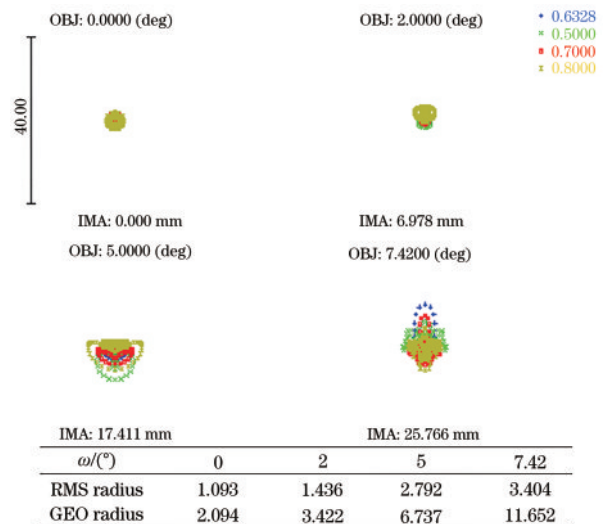 OBJ: 0.0000 (deg)
OBJ: 2.0000 (deg)
0.6328
0.5000
0.7000
0.8000
40.00
IMA: 0.000 mm
IMA: 6.978 mm
OBJ: 5.0000 (deg)
OBJ: 7.4200 (deg)
IMA: 17.411 mm
IMA: 25.766 mm
ω/(°) 0 2 5 7.42
RMS radius 1.093 1.436 2.792 3.404
GEO radius 2.094 3.422 6.737 11.652